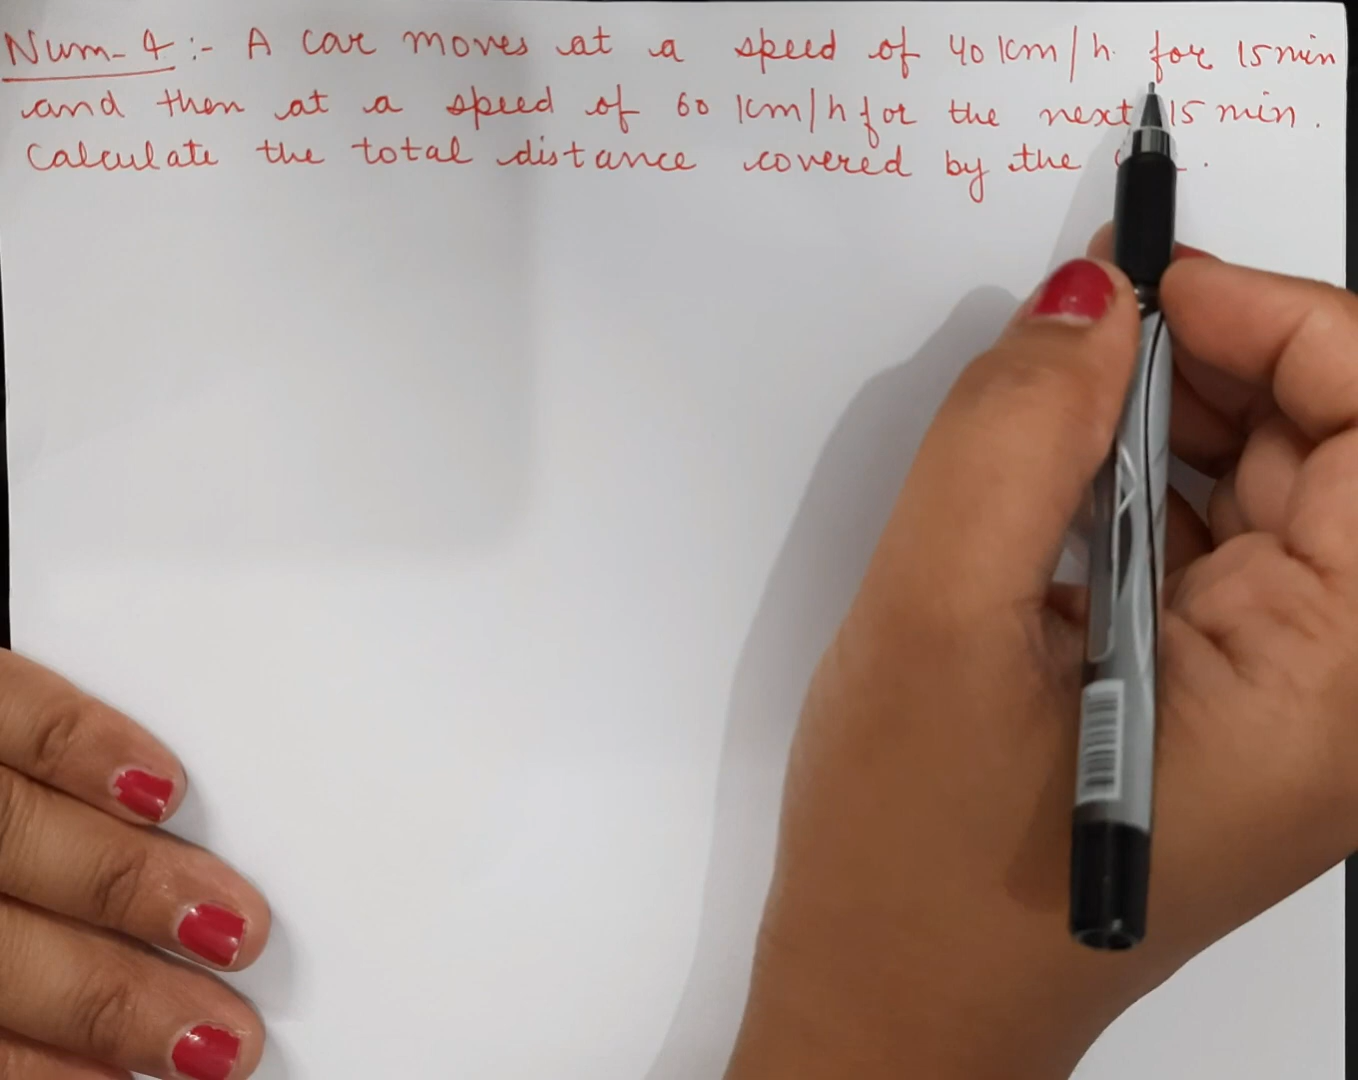 Num-4 :- A car moves at a speed of 40 km/h. for 15 min
and then at a speed of 60 km/h for the next 15 min.
Calculate the total distance covered by the .